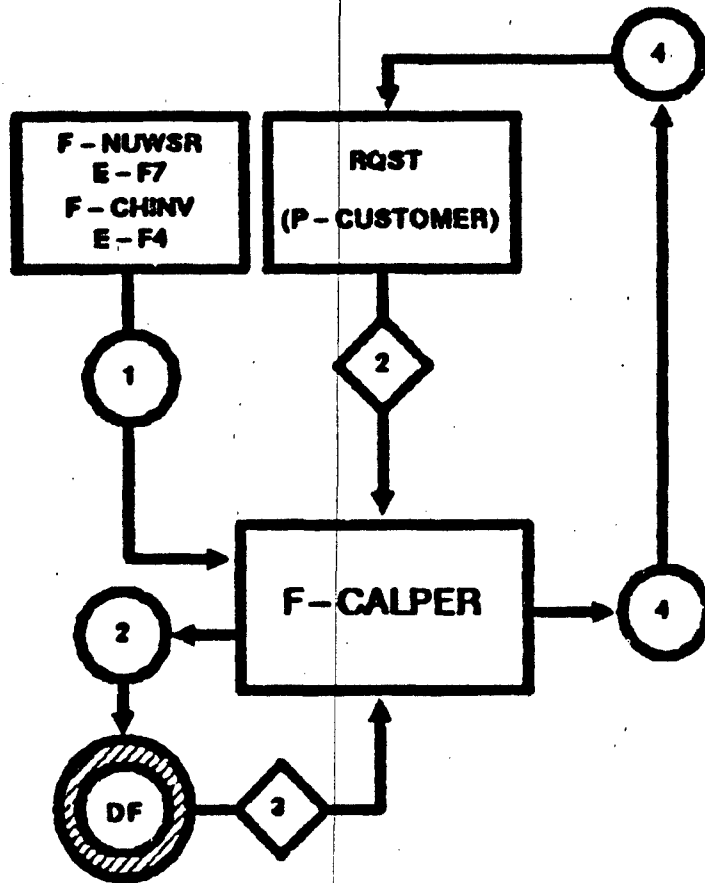 4
F-NUWSR
E-F7
F-CHINV
E-F4
RQST
(P-CUSTOMER)
1
2
F-CALPER
2
4
DF
3